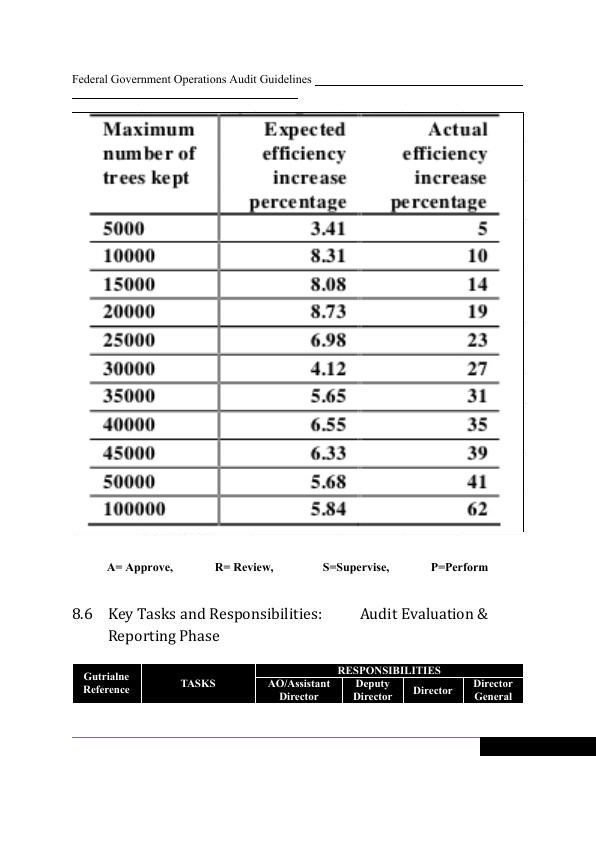 Federal Government Operations Audit Guidelines
Maximum number of trees kept Expected efficiency increase percentage Actual efficiency increase percentage
5000 3.41 5
10000 8.31 10
15000 8.08 14
20000 8.73 19
25000 6.98 23
30000 4.12 27
35000 5.65 31
40000 6.55 35
45000 6.33 39
50000 5.68 41
100000 5.84 62
A= Approve, R= Review, S=Supervise, P=Perform
8.6 Key Tasks and Responsibilities: Audit Evaluation &
Reporting Phase
Gutrialne Reference TASKS RESPONSIBILITIES
AO/Assistant Director Deputy Director Director Director General